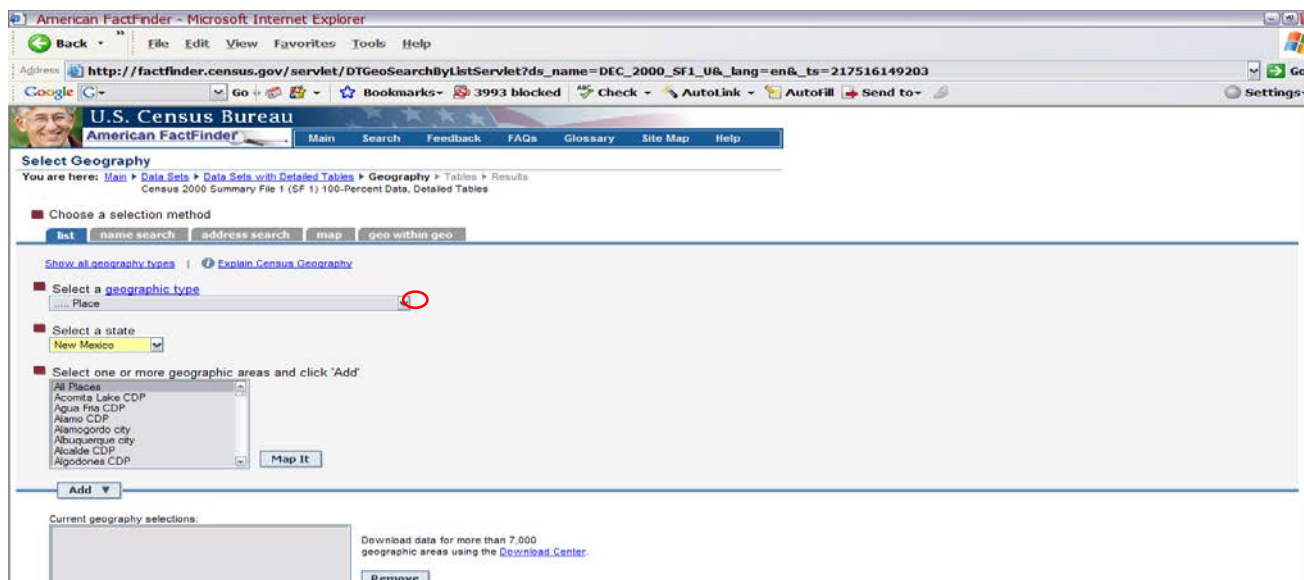 American FactFinder - Microsoft Internet Explorer
Back " File Edit View Favorites Tools Help
Address http://factfinder.census.gov/servlet/DTGeoSearchByListServlet?ds_name=DEC_2000_SF1_U&_lang=en&_ts=217516149203 Go
Google G Go Bookmarks 3993 blocked Check AutoLink AutoFill Send to Settings
U.S. Census Bureau
American FactFinder Main Search Feedback FAQs Glossary Site Map Help
Select Geography
You are here: Main ▸ Data Sets ▸ Data Sets with Detailed Tables ▸ Geography ▸ Tables ▸ Results
Census 2000 Summary File 1 (SF 1) 100-Percent Data, Detailed Tables
Choose a selection method
list name search address search map geo within geo
Show all geography types | Explain Census Geography
Select a geographic type
..... Place
Select a state
New Mexico
Select one or more geographic areas and click 'Add'
All Places
Acomita Lake CDP
Agua Fria CDP
Alamo CDP
Alamogordo city
Albuquerque city
Alcalde CDP
Algodones CDP
Map It
Add ▼
Current geography selections:
Download data for more than 7,000
geographic areas using the Download Center.
Remove